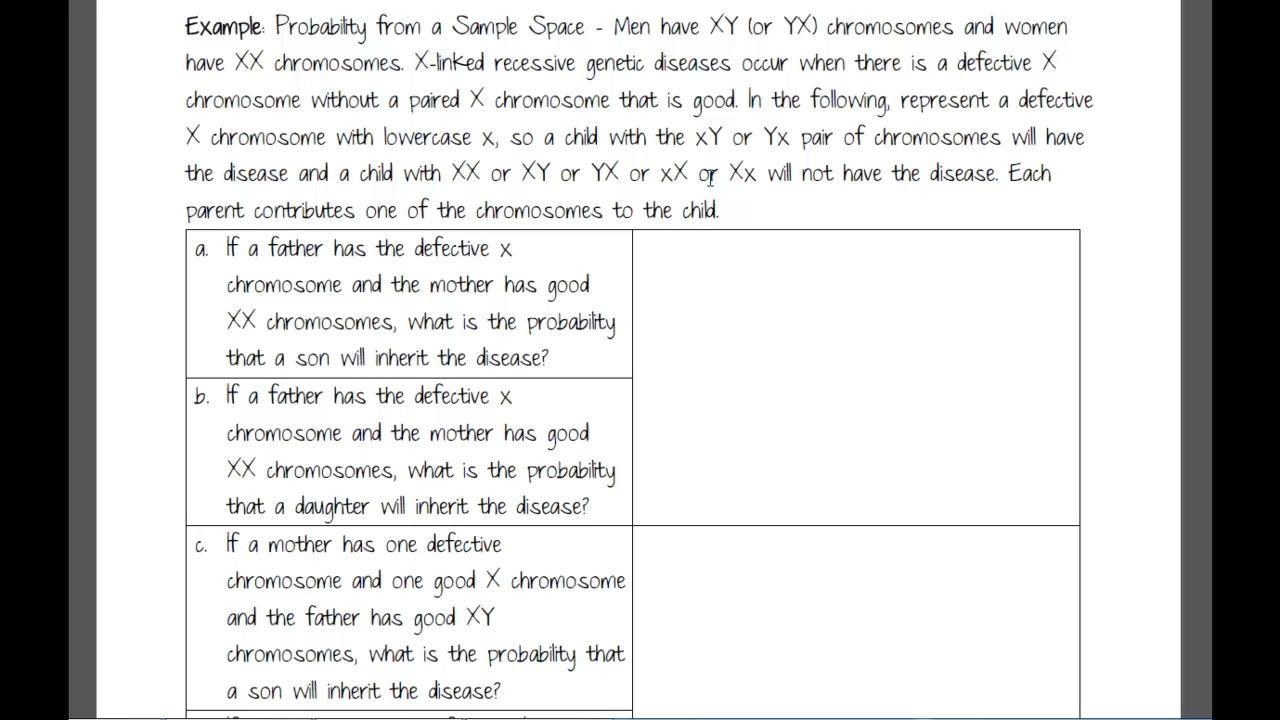 Example: Probability from a Sample Space - Men have XY (or YX) chromosomes and women
have XX chromosomes. X-linked recessive genetic diseases occur when there is a defective X
chromosome without a paired X chromosome that is good. In the following, represent a defective
X chromosome with lowercase x, so a child with the xY or Yx pair of chromosomes will have
the disease and a child with XX or XY or YX or xX or Xx will not have the disease. Each
parent contributes one of the chromosomes to the child.
a. If a father has the defective x
chromosome and the mother has good
XX chromosomes, what is the probability
that a son will inherit the disease?
b. If a father has the defective x
chromosome and the mother has good
XX chromosomes, what is the probability
that a daughter will inherit the disease?
c. If a mother has one defective
chromosome and one good X chromosome
and the father has good XY
chromosomes, what is the probability that
a son will inherit the disease?